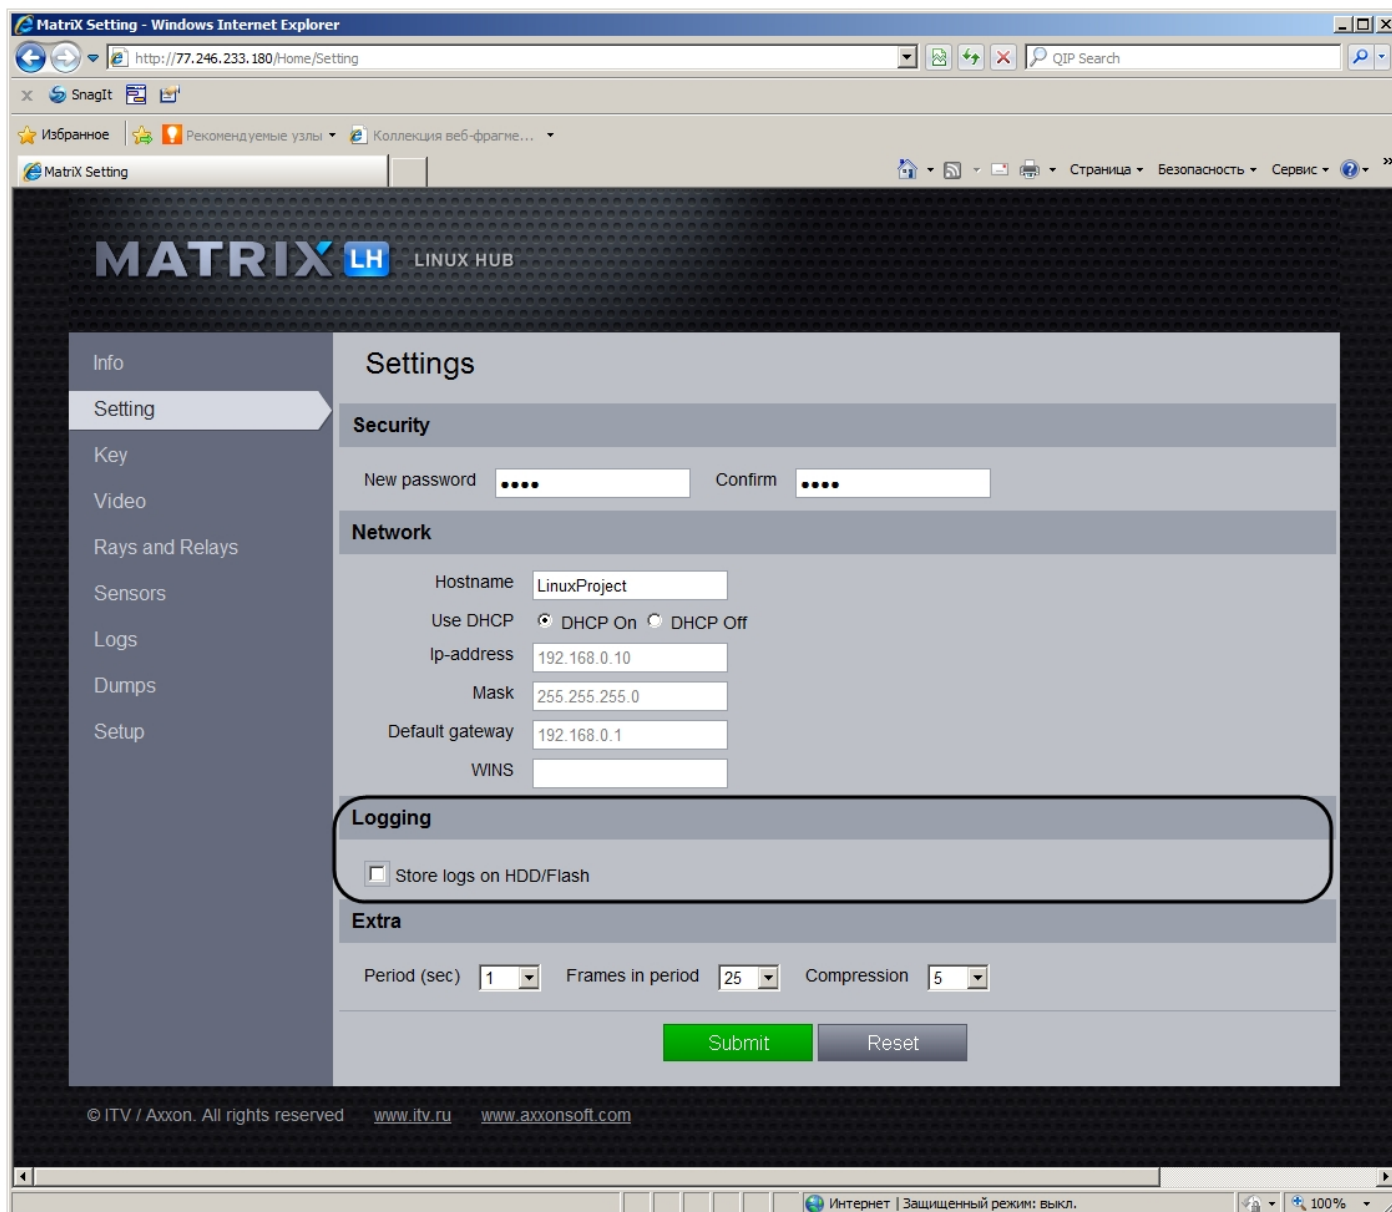 MatriX Setting - Windows Internet Explorer
http://77.246.233.180/Home/Setting
QIP Search
x SnagIt
Избранное Рекомендуемые узлы Коллекция веб-фрагме...
MatriX Setting
Страница Безопасность Сервис »
MATRIX LH LINUX HUB
Info
Setting
Key
Video
Rays and Relays
Sensors
Logs
Dumps
Setup
Settings
Security
New password •••• Confirm ••••
Network
Hostname LinuxProject
Use DHCP DHCP On DHCP Off
Ip-address 192.168.0.10
Mask 255.255.255.0
Default gateway 192.168.0.1
WINS
Logging
Store logs on HDD/Flash
Extra
Period (sec) 1 Frames in period 25 Compression 5
Submit Reset
© ITV / Axxon. All rights reserved www.itv.ru www.axxonsoft.com
Интернет | Защищенный режим: выкл. 100%